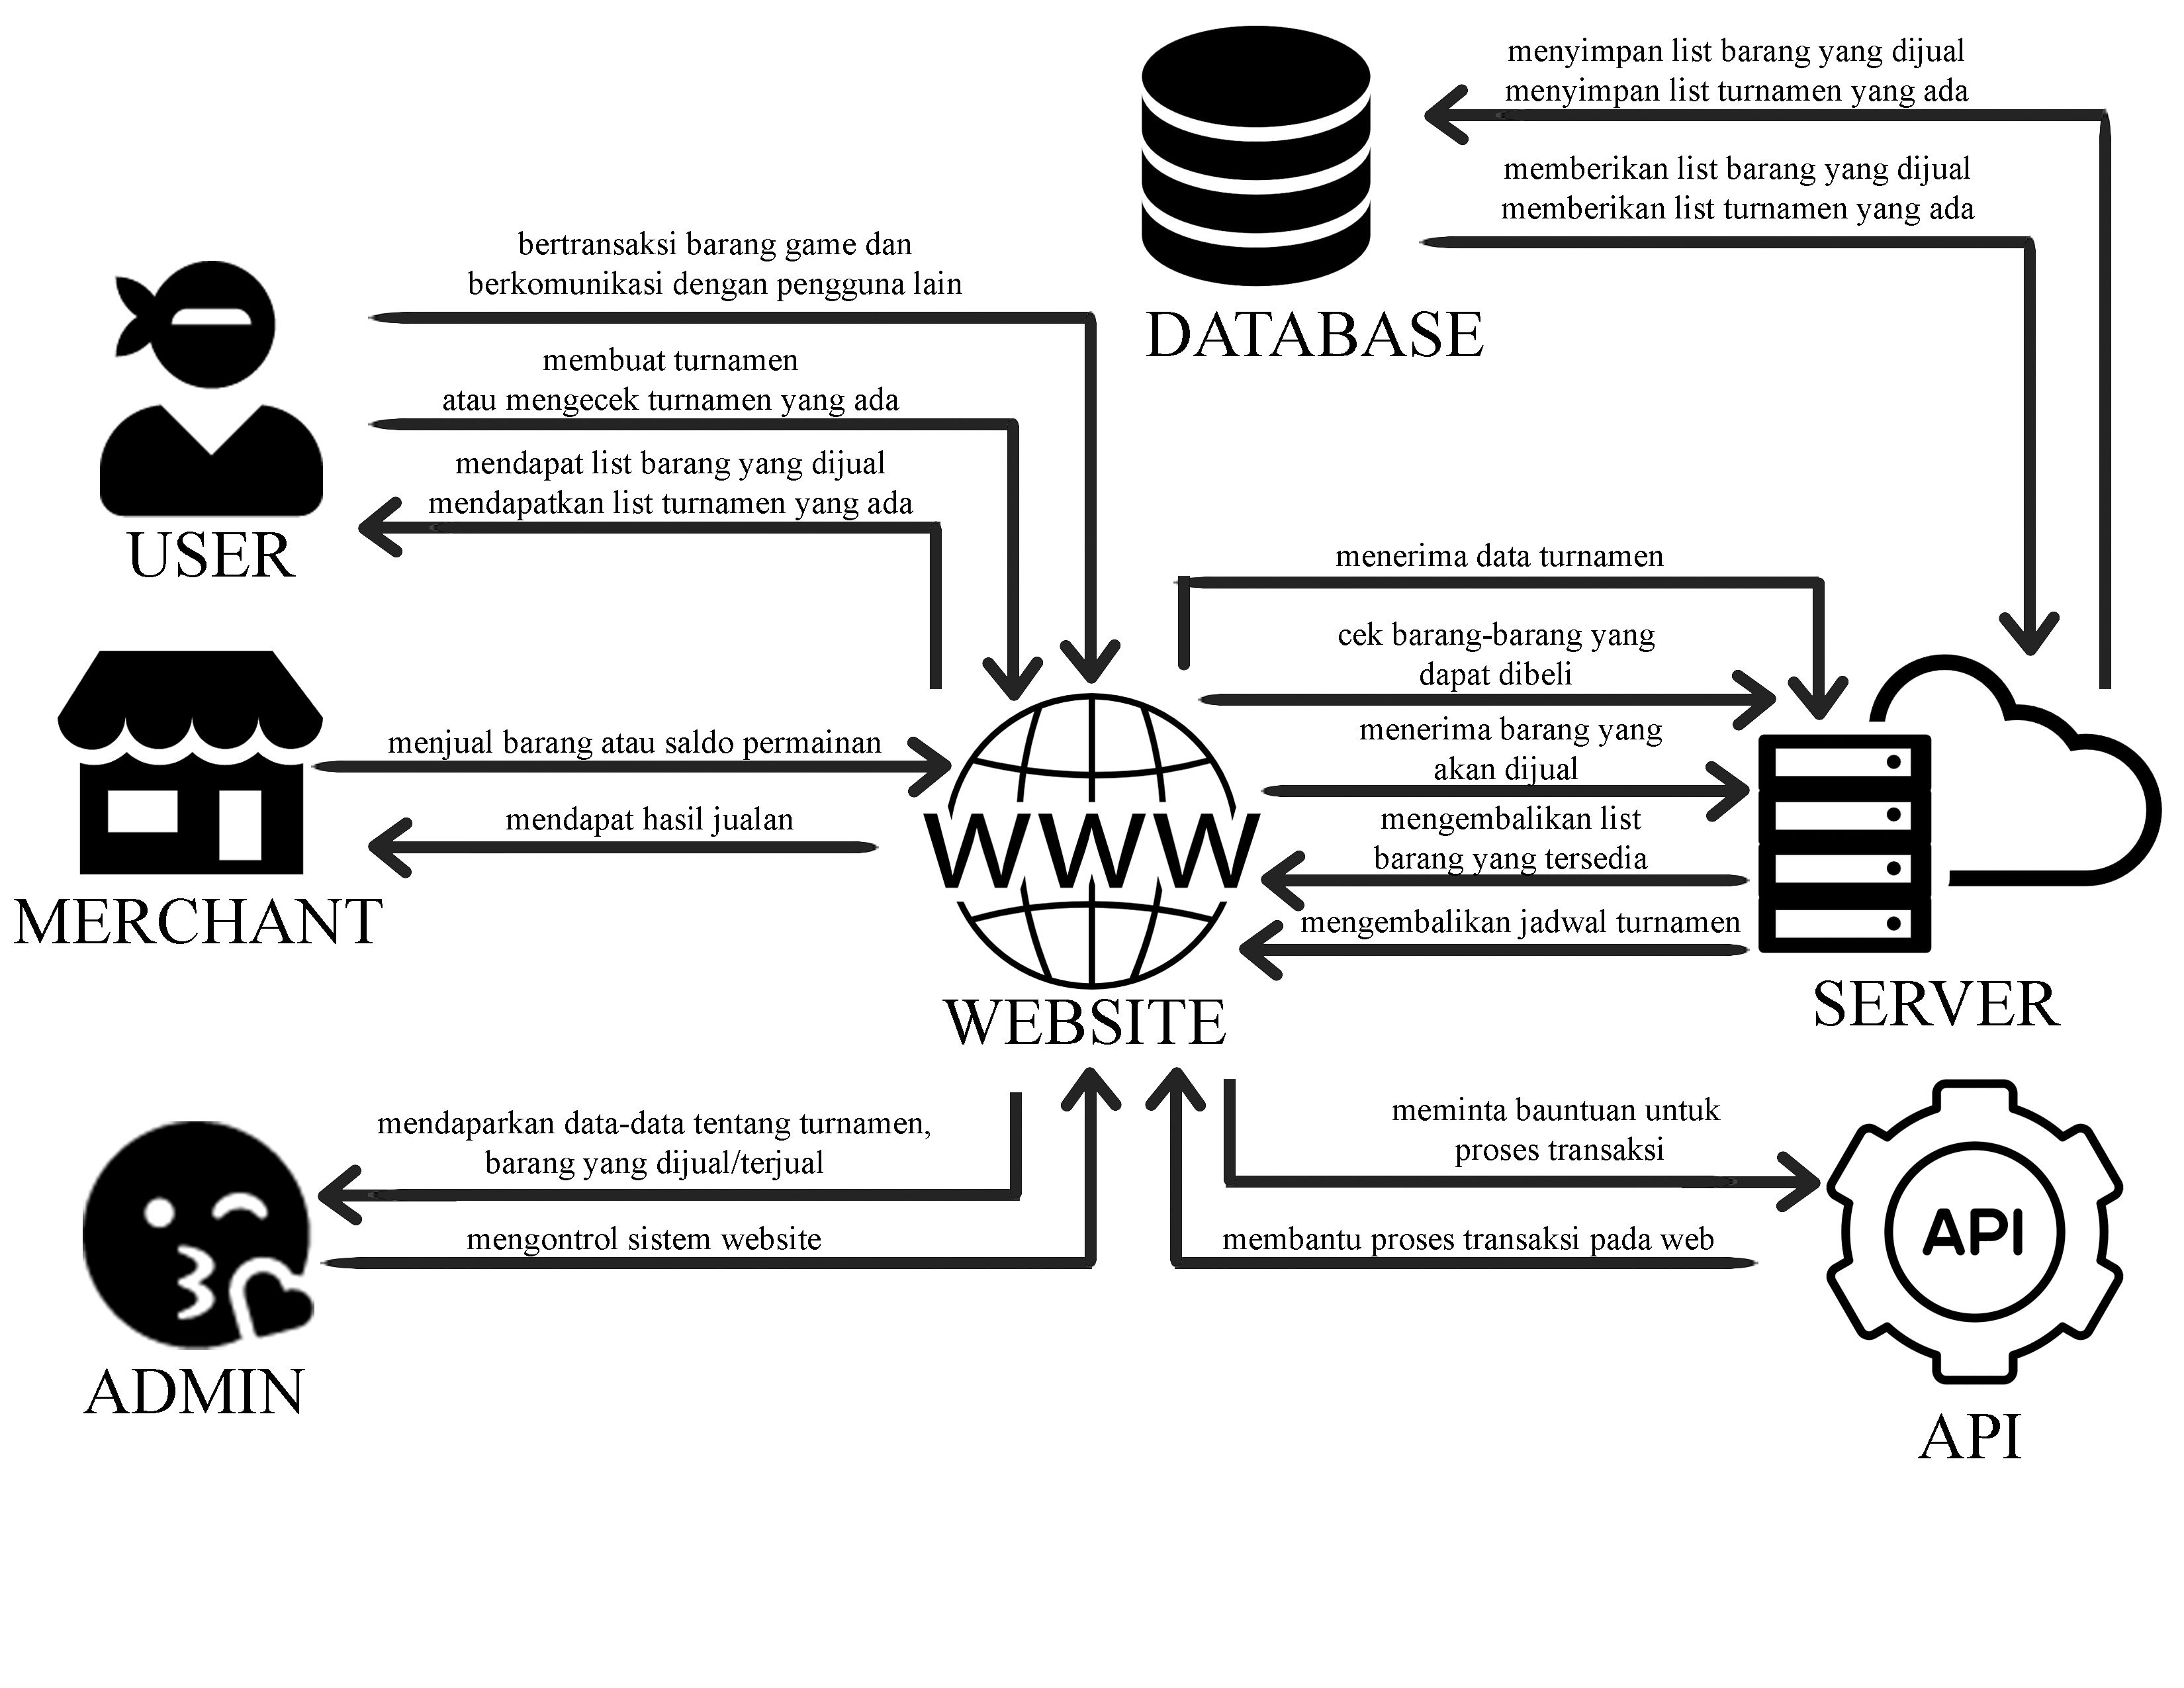 menyimpan list barang yang dijual
menyimpan list turnamen yang ada
memberikan list barang yang dijual
memberikan list turnamen yang ada
DATABASE
bertransaksi barang game dan
berkomunikasi dengan pengguna lain
membuat turnamen
atau mengecek turnamen yang ada
mendapat list barang yang dijual
mendapatkan list turnamen yang ada
USER
menerima data turnamen
cek barang-barang yang
dapat dibeli
menerima barang yang
akan dijual
mengembalikan list
barang yang tersedia
mengembalikan jadwal turnamen
SERVER
menjual barang atau saldo permainan
mendapat hasil jualan
MERCHANT
WWW
WEBSITE
mendaparkan data-data tentang turnamen,
barang yang dijual/terjual
mengontrol sistem website
ADMIN
meminta bauntuan untuk
proses transaksi
membantu proses transaksi pada web
API
API